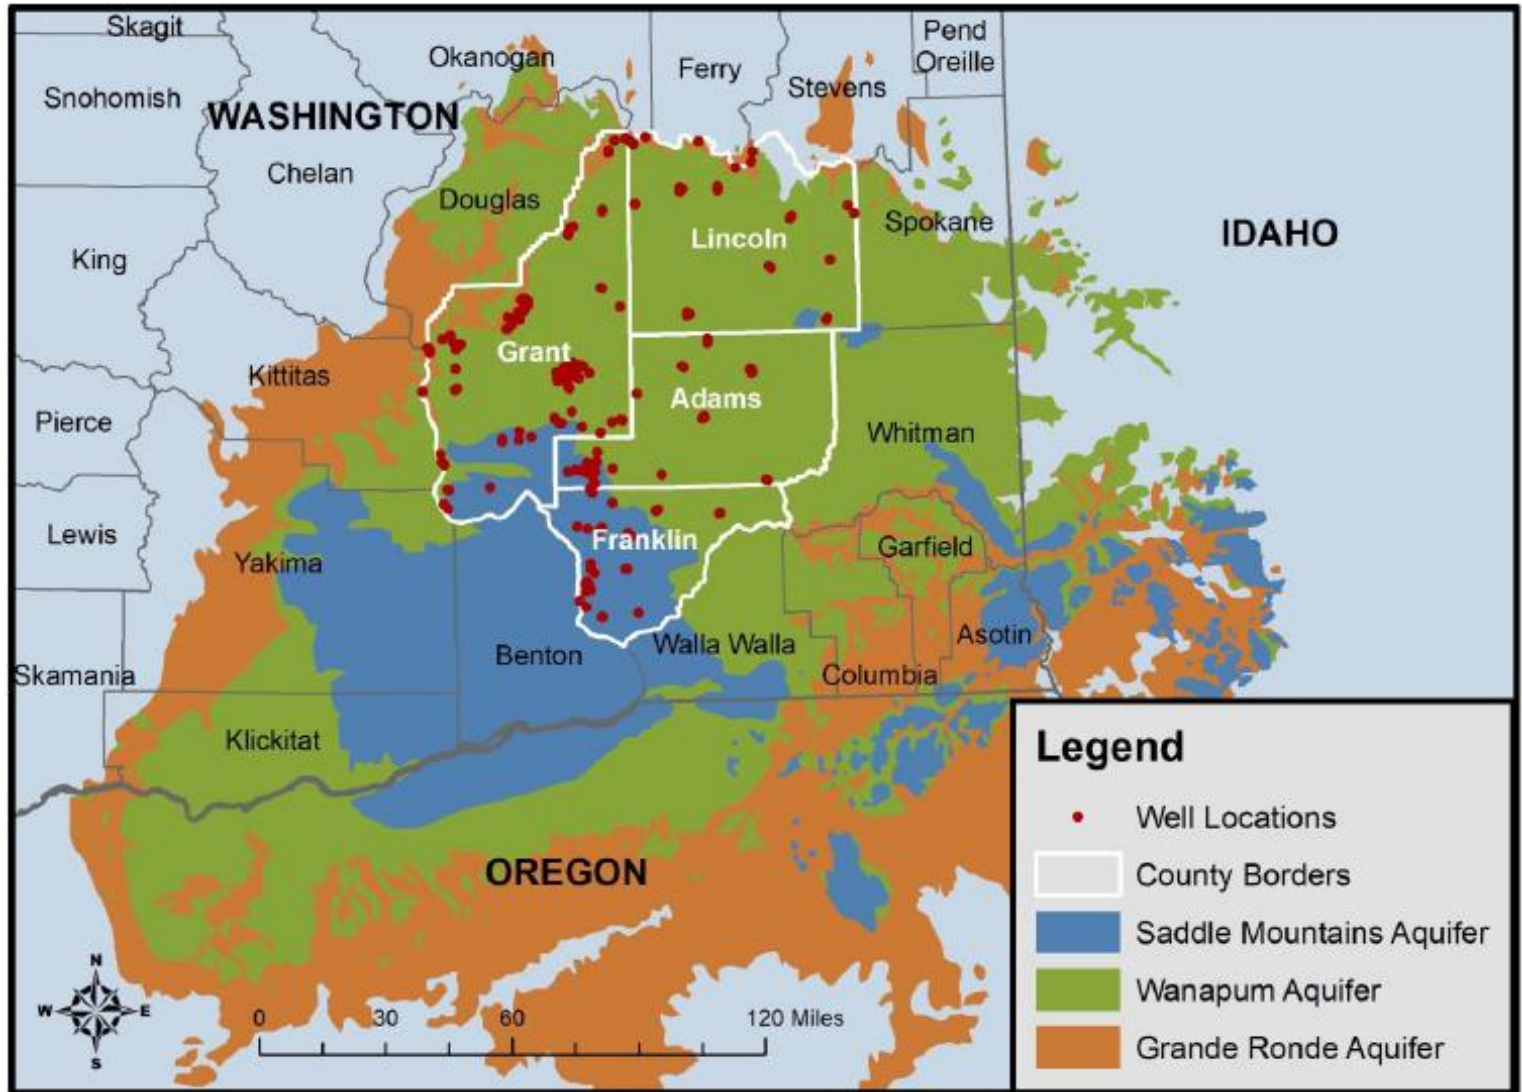 Skagit
Okanogan
Ferry
Pend
Oreille
Stevens
Snohomish
WASHINGTON
Chelan
Douglas
Spokane
Lincoln
IDAHO
King
Grant
Kittitas
Adams
Pierce
Whitman
Lewis
Franklin
Garfield
Yakima
Asotin
Walla Walla
Benton
Skamania
Columbia
Klickitat
OREGON
Legend
Well Locations
County Borders
Saddle Mountains Aquifer
Wanapum Aquifer
Grande Ronde Aquifer
N
W E
S
0 30 60 120 Miles